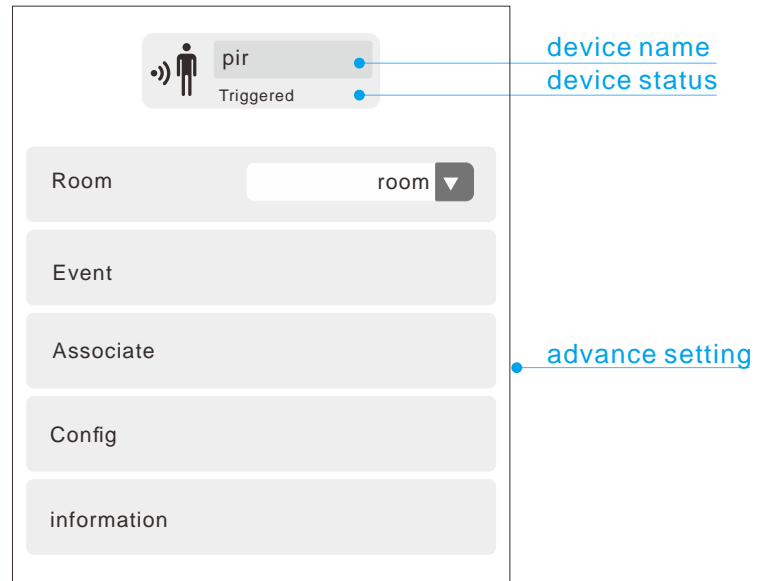 pir
device name
Triggered
device status
Room
room
Event
Associate
advance setting
Config
information